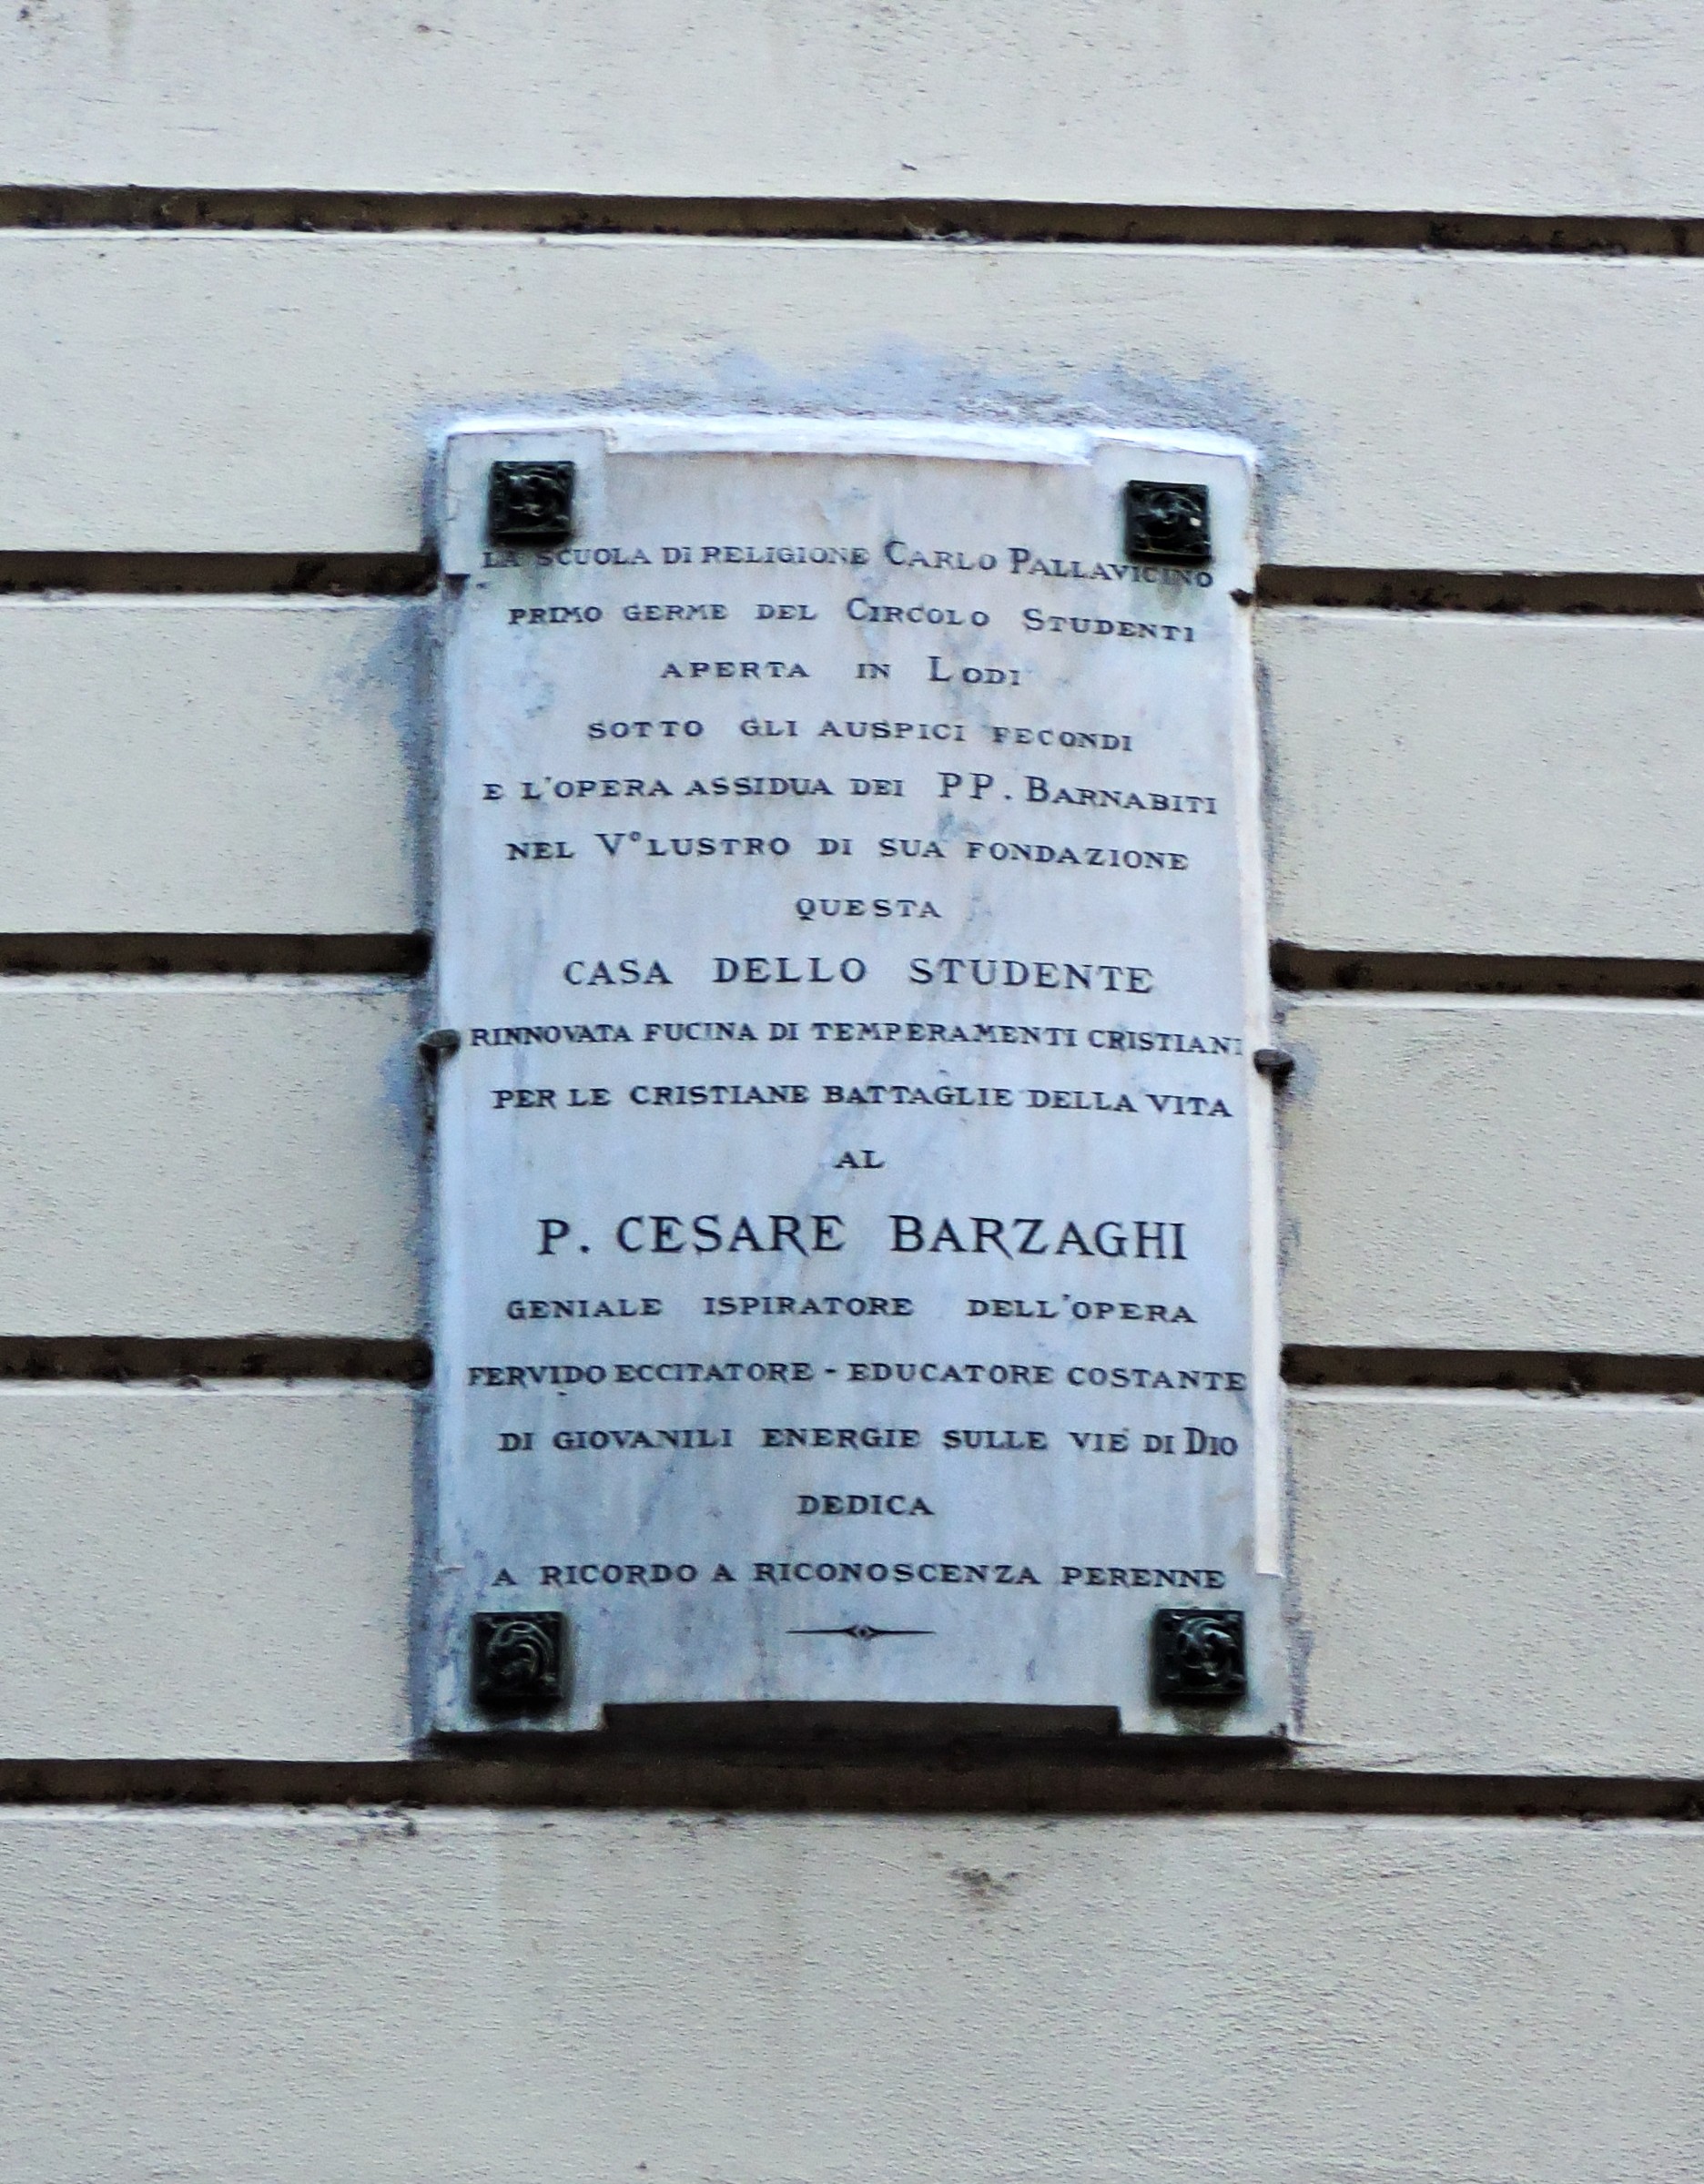 LA SCUOLA DI RELIGIONE CARLO PALLAVICINO
PRIMO GERME DEL CIRCOLO STUDENTI
APERTA IN LODI
SOTTO GLI AUSPICI FECONDI
E L'OPERA ASSIDUA DEI PP. BARNABITI
NEL V° LUSTRO DI SUA FONDAZIONE
QUESTA
CASA DELLO STUDENTE
RINNOVATA FUCINA DI TEMPERAMENTI CRISTIANI
PER LE CRISTIANE BATTAGLIE DELLA VITA
AL
P. CESARE BARZAGHI
GENIALE ISPIRATORE DELL'OPERA
FERVIDO ECCITATORE - EDUCATORE COSTANTE
DI GIOVANILI ENERGIE SULLE VIE DI DIO
DEDICA
A RICORDO A RICONOSCENZA PERENNE